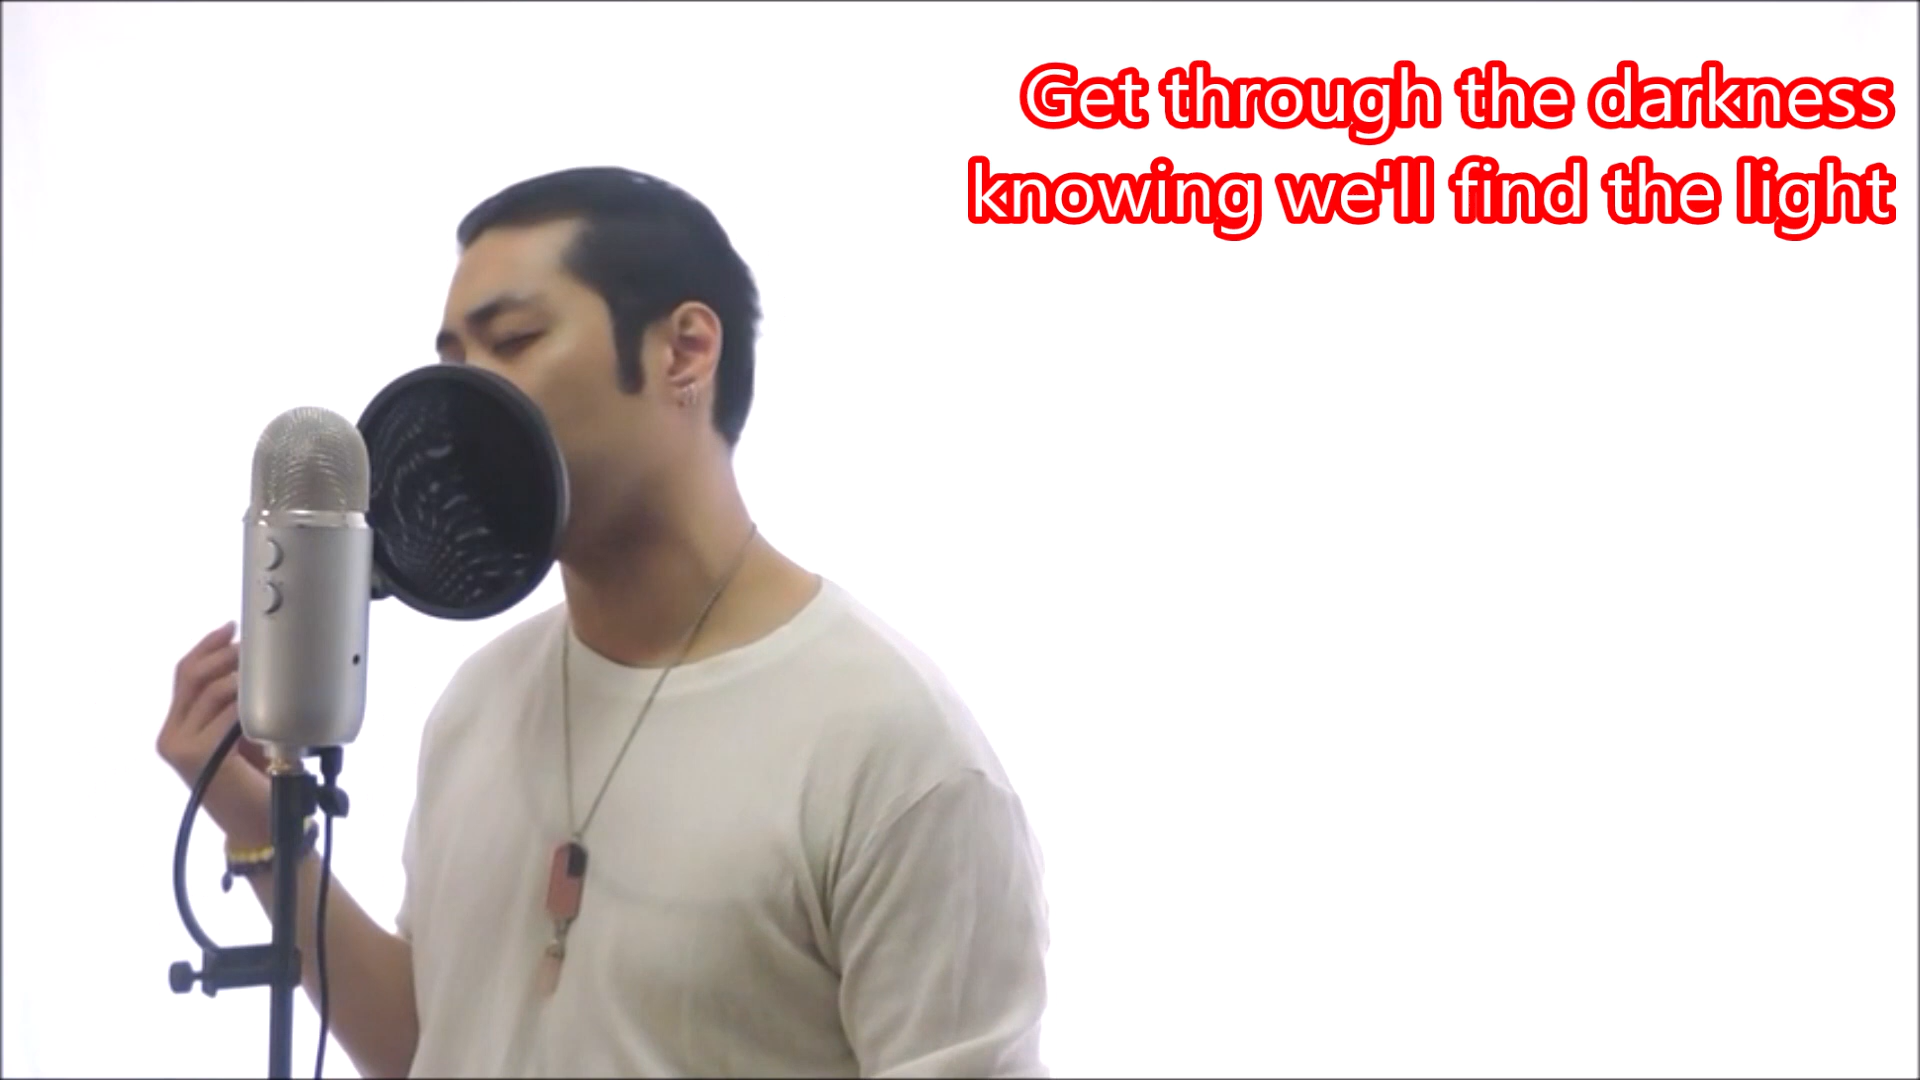 Get through the darkness
knowing we'll find the light